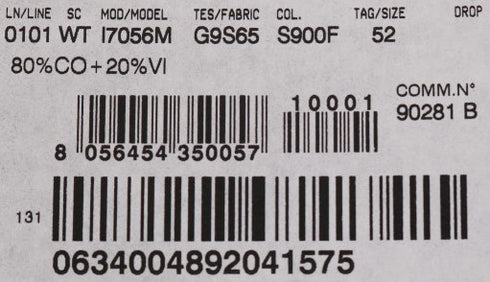 LN/LINE SC MOD/MODEL TES/FABRIC COL. TAG/SIZE DROP
0101 WT I7056M G9S65 S900F 52
80%CO+20%VI
COMM.N°
90281 B
10001
8 056454 350057
131
0634004892041575